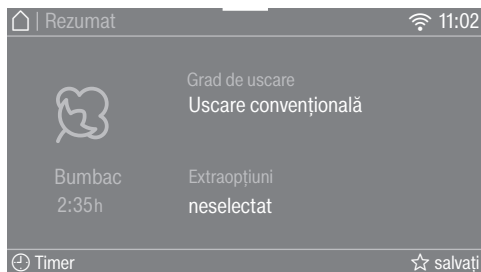 | Rezumat 11:02
Grad de uscare
Uscare convențională
Bumbac
2:35h
Extraopțiuni
neselectat
Timer salvați